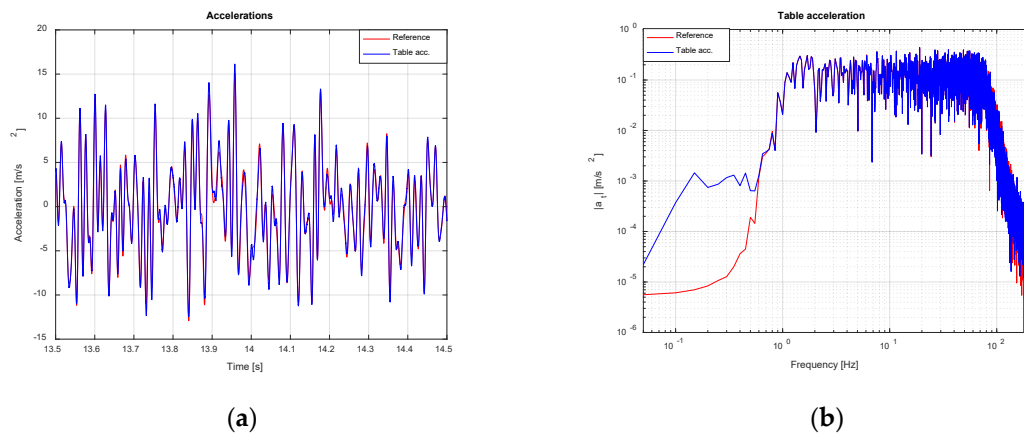 Accelerations
20
15
10
5
0
-5
-10
-15
Acceleration [m/s 2 ]
13.5 13.6 13.7 13.8 13.9 14 14.1 14.2 14.3 14.4 14.5
Time [s]
Reference
Table acc.
(a)
Table acceleration
10 0
10 -1
10 -2
10 -3
10 -4
10 -5
10 -6
|a t | [m/s 2 ]
10 -1 10 0 10 1 10 2
Frequency [Hz]
Reference
Table acc.
(b)